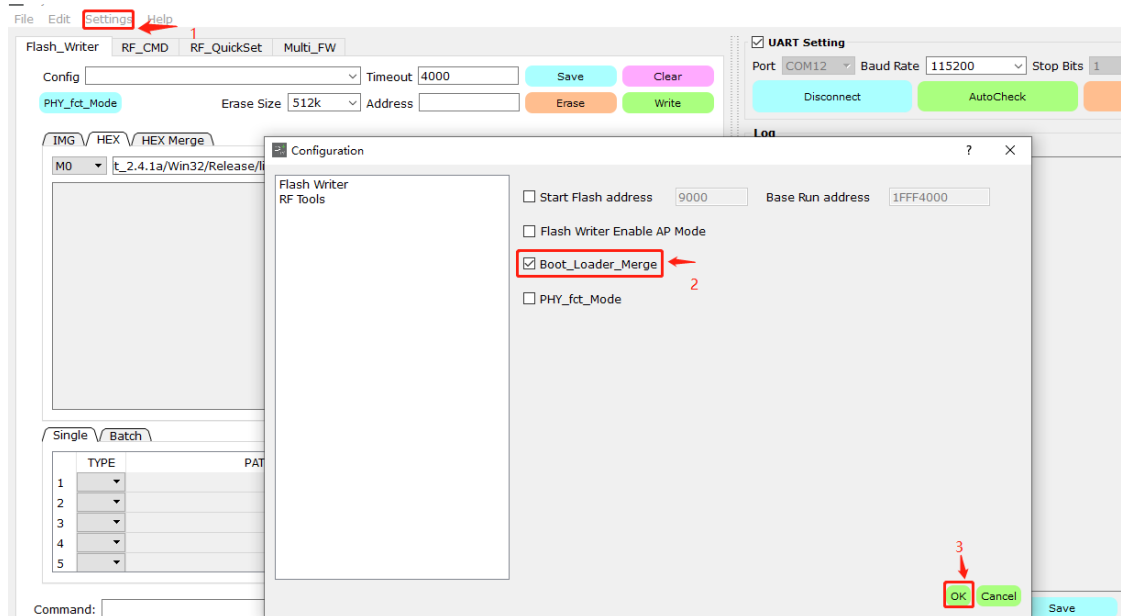 File Edit Settings Help
1
Flash_Writer RF_CMD RF_QuickSet Multi_FW
Config Timeout 4000 Save Clear
PHY_fct_Mode Erase Size 512k Address Erase Write
IMG HEX HEX Merge
M0 t_2.4.1a/Win32/Release/li
Single Batch
TYPE PAT
1
2
3
4
5
Command:
UART Setting
Port COM12 Baud Rate 115200 Stop Bits 1
Disconnect AutoCheck
Log
Configuration ? X
Flash Writer
RF Tools
Start Flash address 9000 Base Run address 1FFF4000
Flash Writer Enable AP Mode
Boot_Loader_Merge
2
PHY_fct_Mode
3
OK Cancel
Save